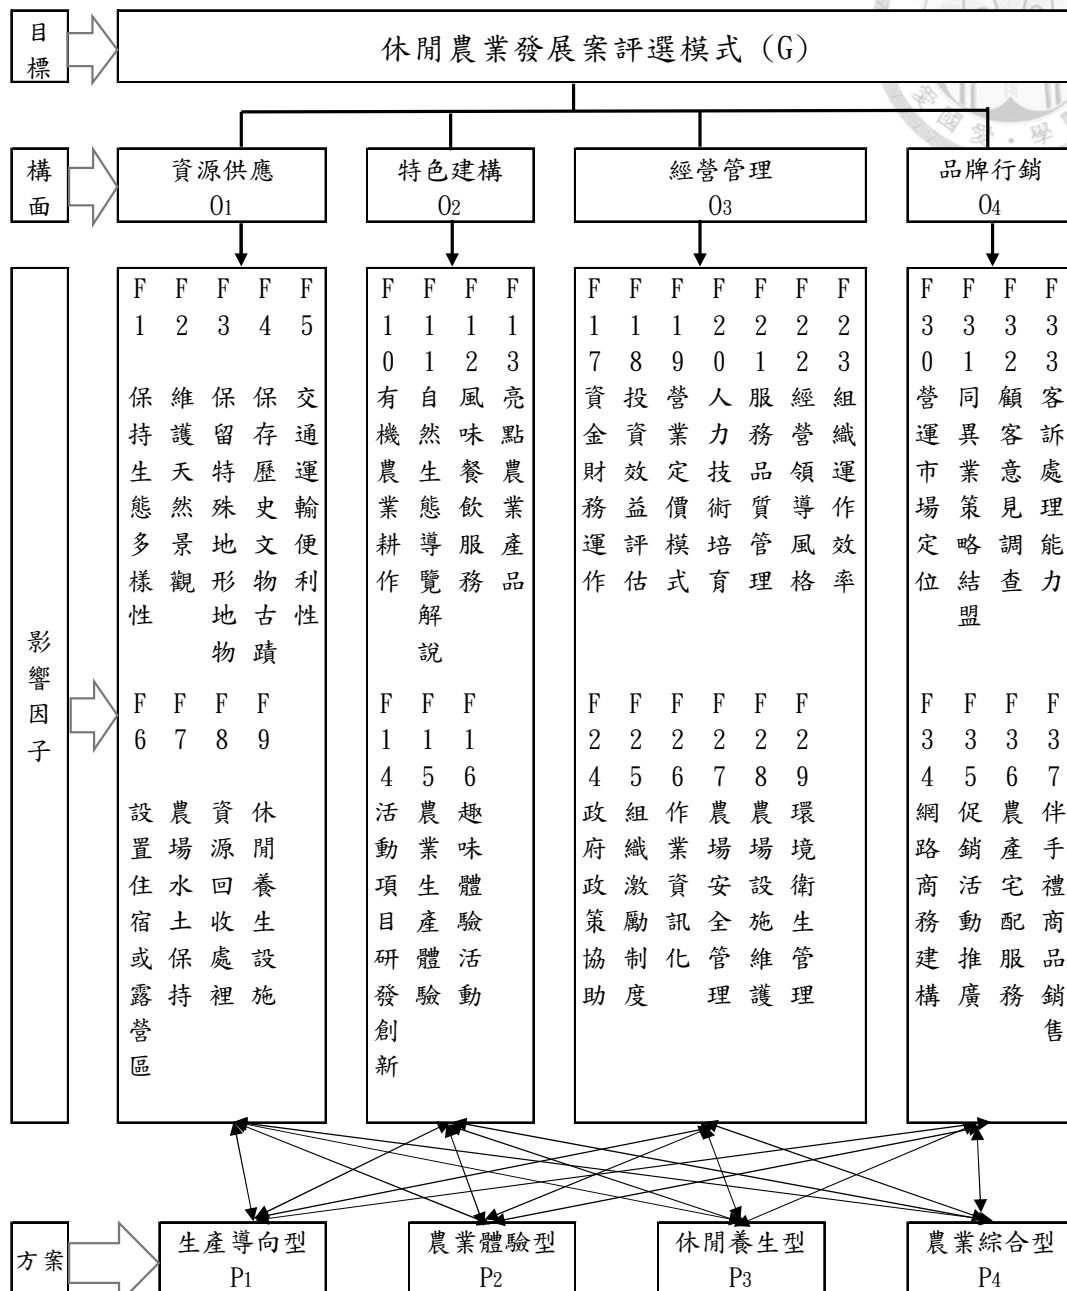 目標
休閒農業發展案評選模式 (G)
構面
資源供應
O1
特色建構
O2
經營管理
O3
品牌行銷
O4
影響因子
F1 保持生態多樣性
F2 維護天然景觀
F3 保留特殊地形地物
F4 保存歷史文物古蹟
F5 交通運輸便利性
F6 設置住宿或露營區
F7 農場水土保持
F8 資源回收處裡
F9 休閒養生設施
F10 有機農業耕作
F11 自然生態導覽解說
F12 風味餐飲服務
F13 亮點農業產品
F14 活動項目研發創新
F15 農業生產體驗
F16 趣味體驗活動
F17 資金財務運作
F18 投資效益評估
F19 營業定價模式
F20 人力技術培育
F21 服務品質管理
F22 經營領導風格
F23 組織運作效率
F24 政府政策協助
F25 組織激勵制度
F26 作業資訊化
F27 農場安全管理
F28 農場設施維護
F29 環境衛生管理
F30 營運市場定位
F31 同異業策略結盟
F32 顧客意見調查
F33 客訴處理能力
F34 網路商務建構
F35 促銷活動推廣
F36 農產宅配服務
F37 伴手禮商品銷售
方案
生產導向型
P1
農業體驗型
P2
休閒養生型
P3
農業綜合型
P4